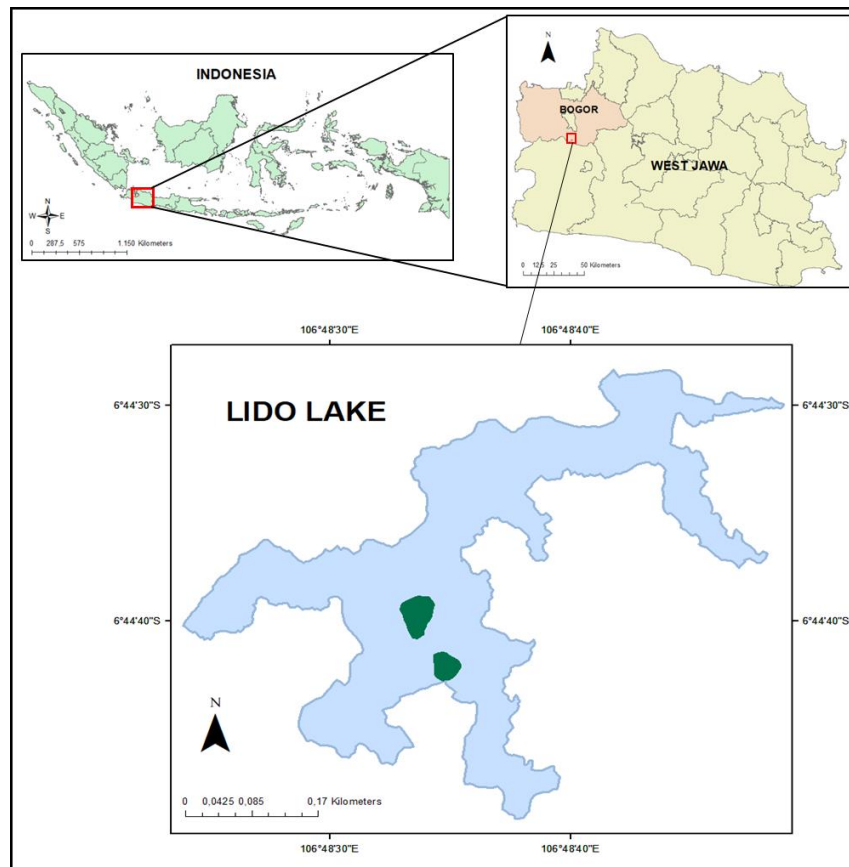 INDONESIA
N
W E
S
0 287,5 575 1.150 Kilometers
N
BOGOR
WEST JAWA
0 12,5 25 50 Kilometers
106°48'30"E 106°48'40"E
6°44'30"S 6°44'30"S
LIDO LAKE
6°44'40"S 6°44'40"S
N
0 0,0425 0,085 0,17 Kilometers
106°48'30"E 106°48'40"E